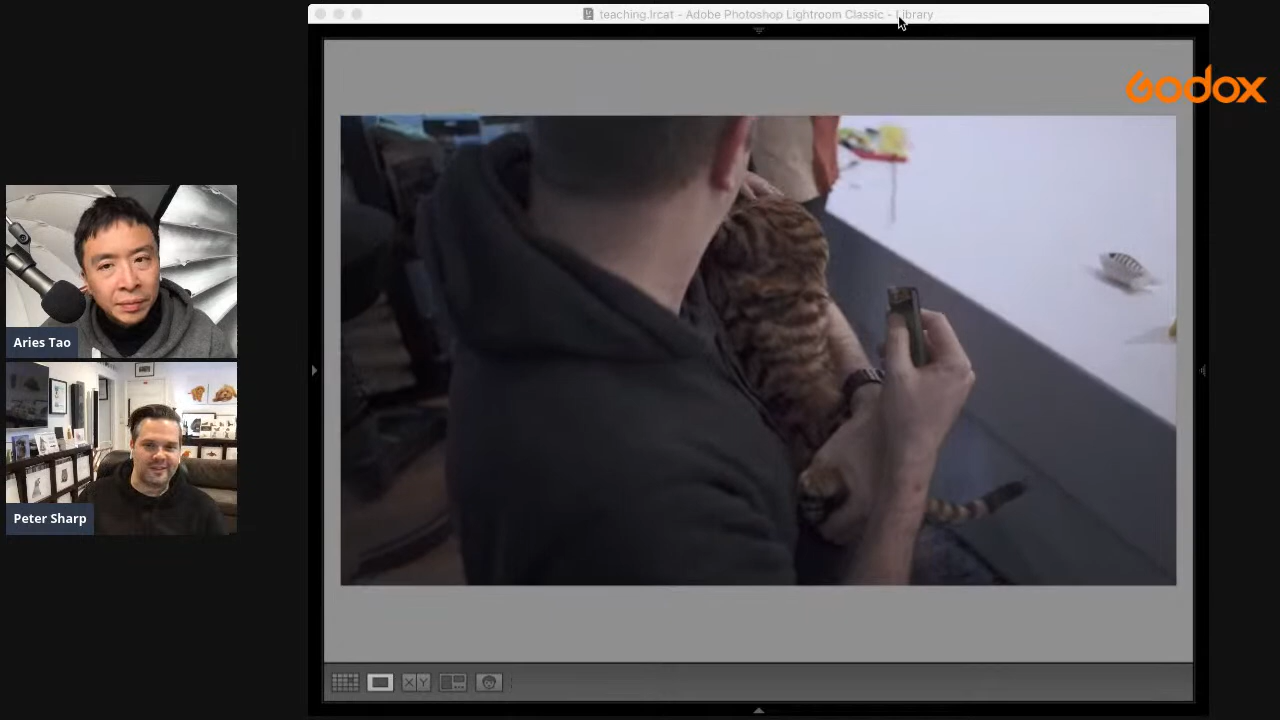 teaching.lrcat - Adobe Photoshop Lightroom Classic - Library
Godox
Aries Tao
Peter Sharp
X Y